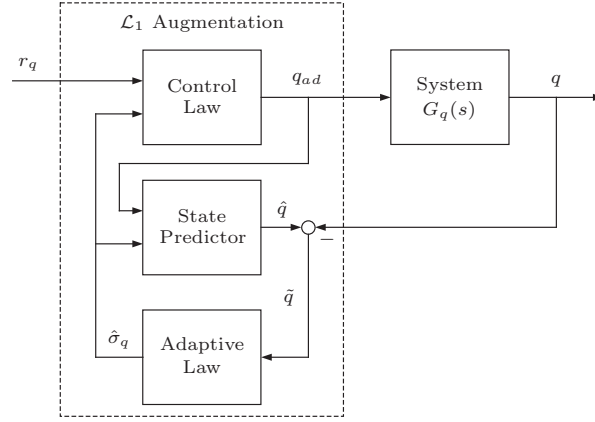 ℒ₁ Augmentation
r_q
Control
Law
q_ad
System
G_q(s)
q
State
Predictor
q̂
−
q̃
σ̂_q
Adaptive
Law